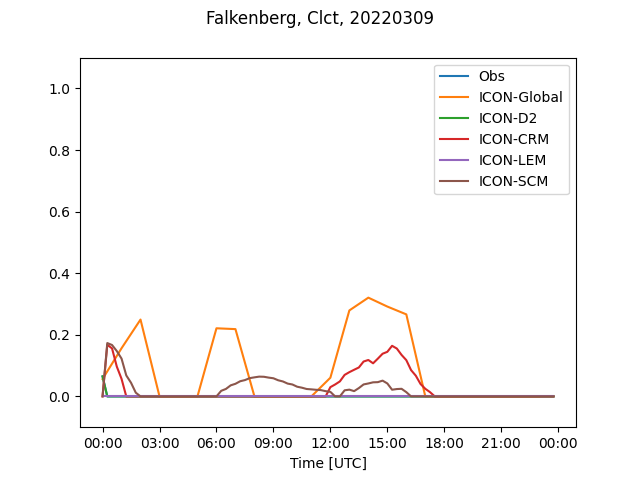 Falkenberg, Clct, 20220309
Obs
ICON-Global
ICON-D2
ICON-CRM
ICON-LEM
ICON-SCM
1.0
0.8
0.6
0.4
0.2
0.0
00:00 03:00 06:00 09:00 12:00 15:00 18:00 21:00 00:00
Time [UTC]